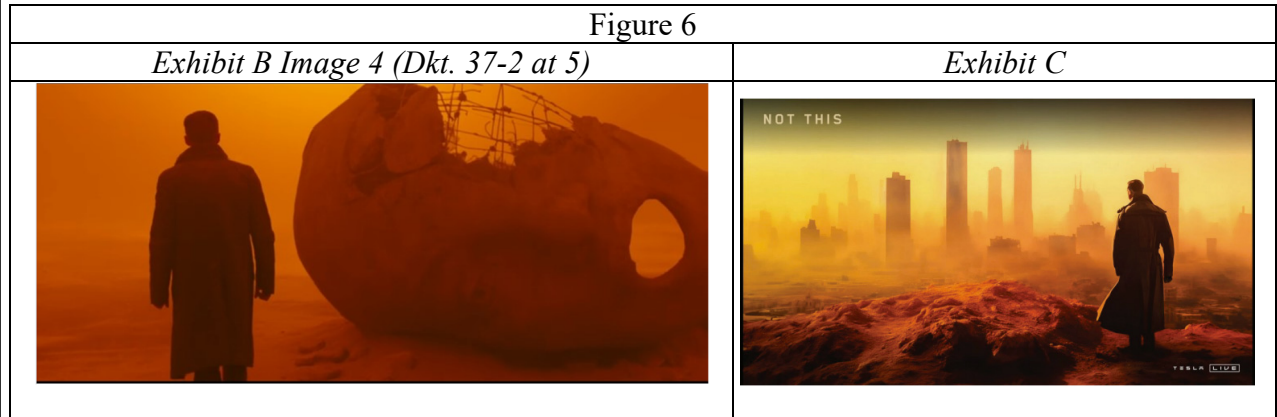 Figure 6
Exhibit B Image 4 (Dkt. 37-2 at 5)
Exhibit C
NOT THIS
TESLA LIVE